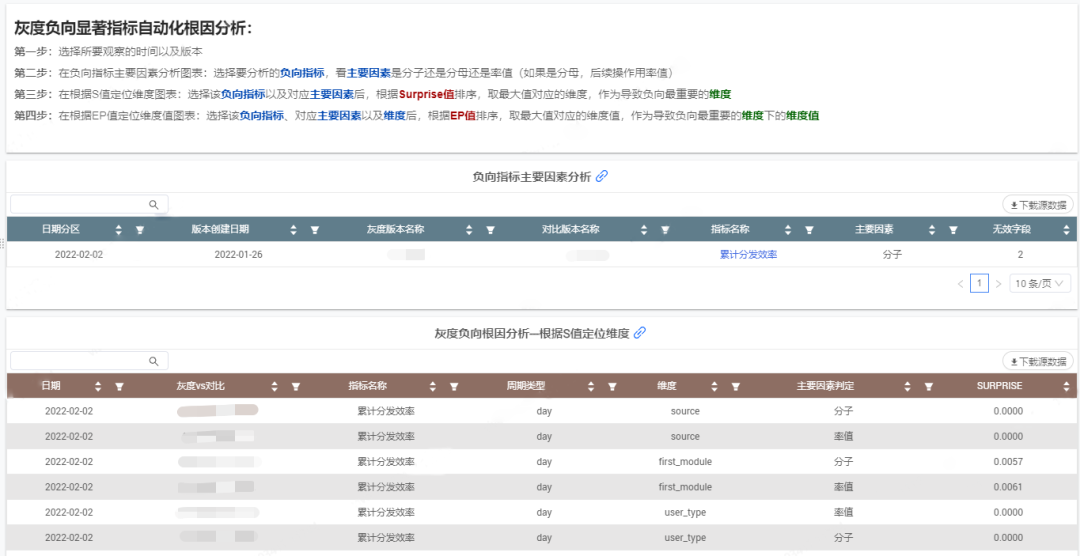 灰度负向显著指标自动化根因分析：
第一步：选择所要观察的时间以及版本
第二步：在负向指标主要因素分析图表：选择要分析的负向指标，看主要因素是分子还是分母还是率值（如果是分母，后续操作用率值）
第三步：在根据S值定位维度图表：选择该负向指标以及对应主要因素后，根据Surprise值排序，取最大值对应的维度，作为导致负向最重要的维度
第四步：在根据EP值定位维度值图表：选择该负向指标、对应主要因素以及维度后，根据EP值排序，取最大值对应的维度值，作为导致负向最重要的维度下的维度值
负向指标主要因素分析
下载源数据
日期分区 版本创建日期 灰度版本名称 对比版本名称 指标名称 主要因素 无效字段
2022-02-02 2022-01-26 累计分发效率 分子 2
< 1 > 10 条/页
灰度负向根因分析—根据S值定位维度
下载源数据
日期 灰度vs对比 指标名称 周期类型 维度 主要因素判定 SURPRISE
2022-02-02 累计分发效率 day source 分子 0.0000
2022-02-02 累计分发效率 day source 率值 0.0000
2022-02-02 累计分发效率 day first_module 分子 0.0057
2022-02-02 累计分发效率 day first_module 率值 0.0061
2022-02-02 累计分发效率 day user_type 率值 0.0000
2022-02-02 累计分发效率 day user_type 分子 0.0000